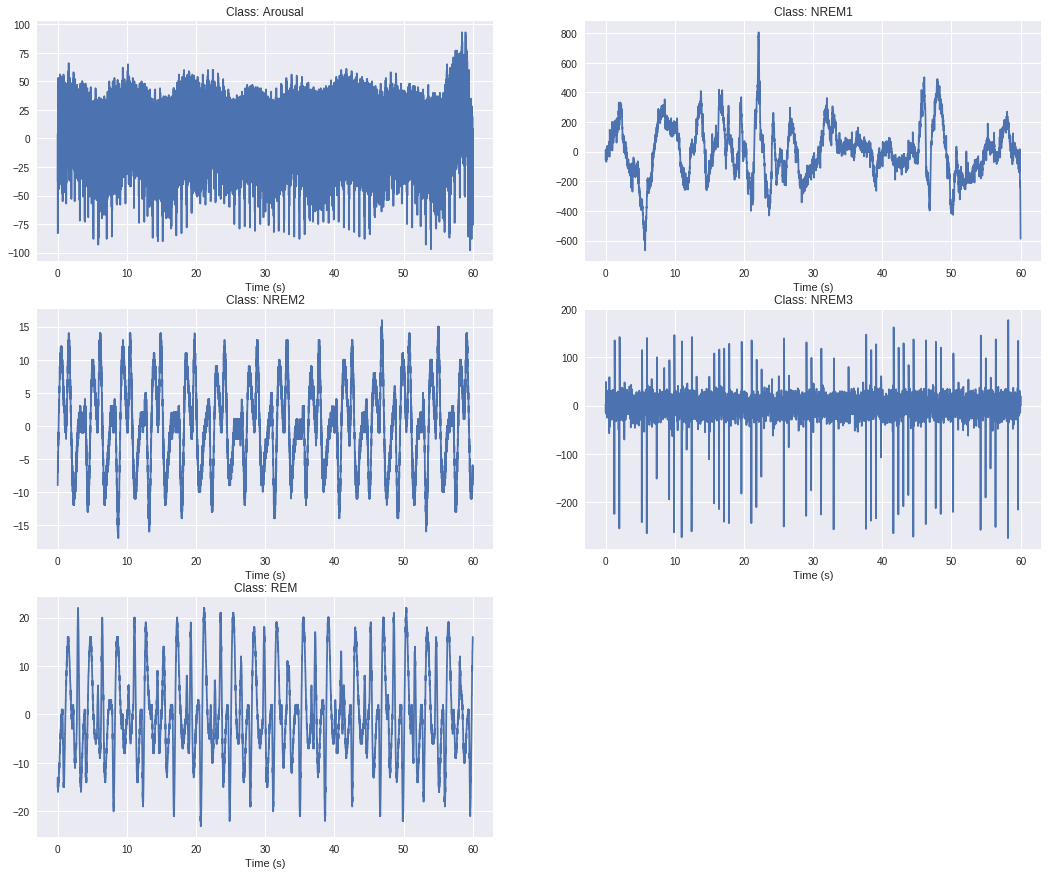 Class: Arousal
100
75
50
25
0
−25
−50
−75
−100
0 10 20 30 40 50 60
Time (s)
Class: NREM1
800
600
400
200
0
−200
−400
−600
0 10 20 30 40 50 60
Time (s)
Class: NREM2
15
10
5
0
−5
−10
−15
0 10 20 30 40 50 60
Time (s)
Class: NREM3
200
100
0
−100
−200
0 10 20 30 40 50 60
Time (s)
Class: REM
20
10
0
−10
−20
0 10 20 30 40 50 60
Time (s)